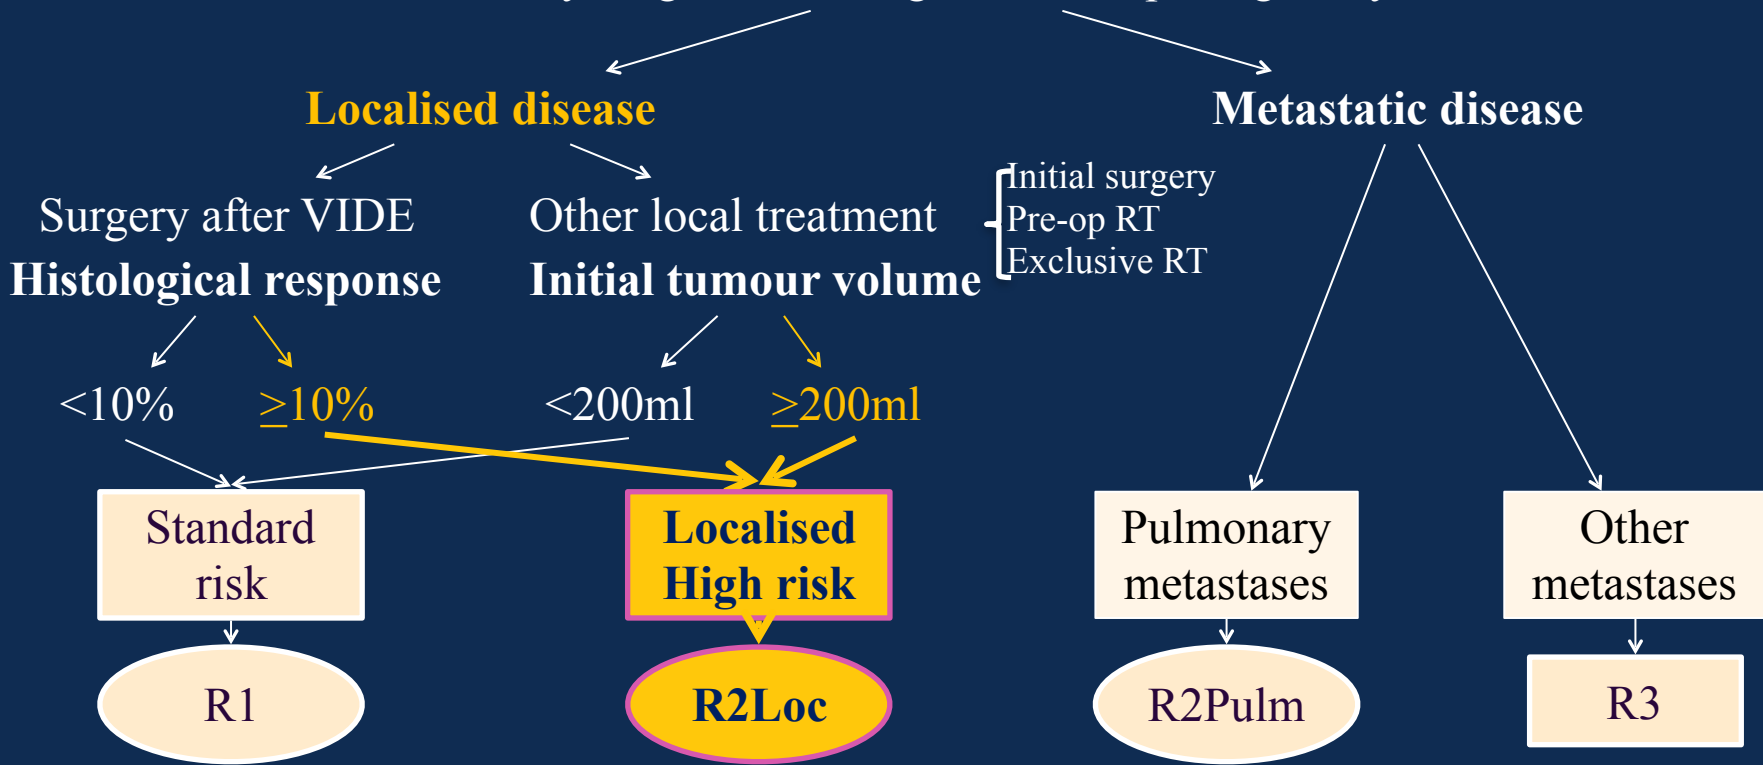 Localised disease
Metastatic disease
Surgery after VIDE
Histological response
Other local treatment
Initial tumour volume
Initial surgery
Pre-op RT
Exclusive RT
<10%
≥10%
<200ml
≥200ml
Standard
risk
Localised
High risk
Pulmonary
metastases
Other
metastases
R1
R2Loc
R2Pulm
R3